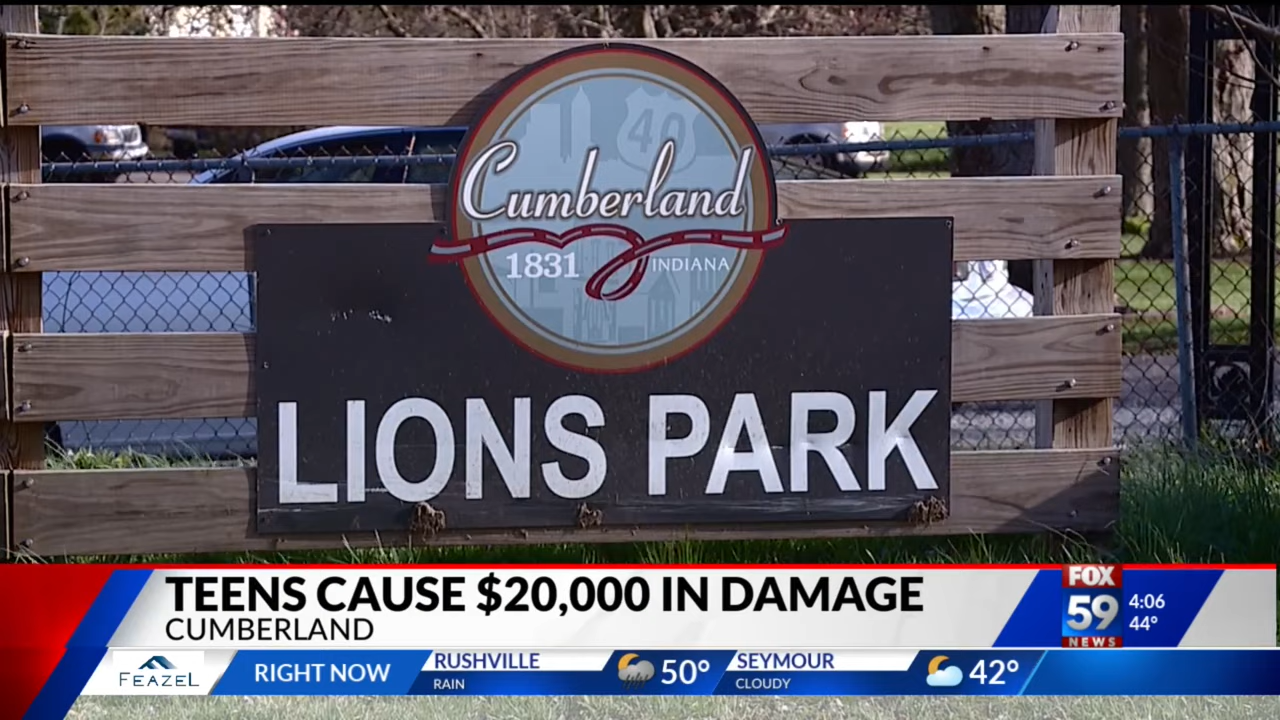 40
Cumberland
1831 INDIANA
LIONS PARK
TEENS CAUSE $20,000 IN DAMAGE
CUMBERLAND
FOX
59
NEWS
4:06
44°
FEAZEL
RIGHT NOW
RUSHVILLE
RAIN
50°
SEYMOUR
CLOUDY
42°